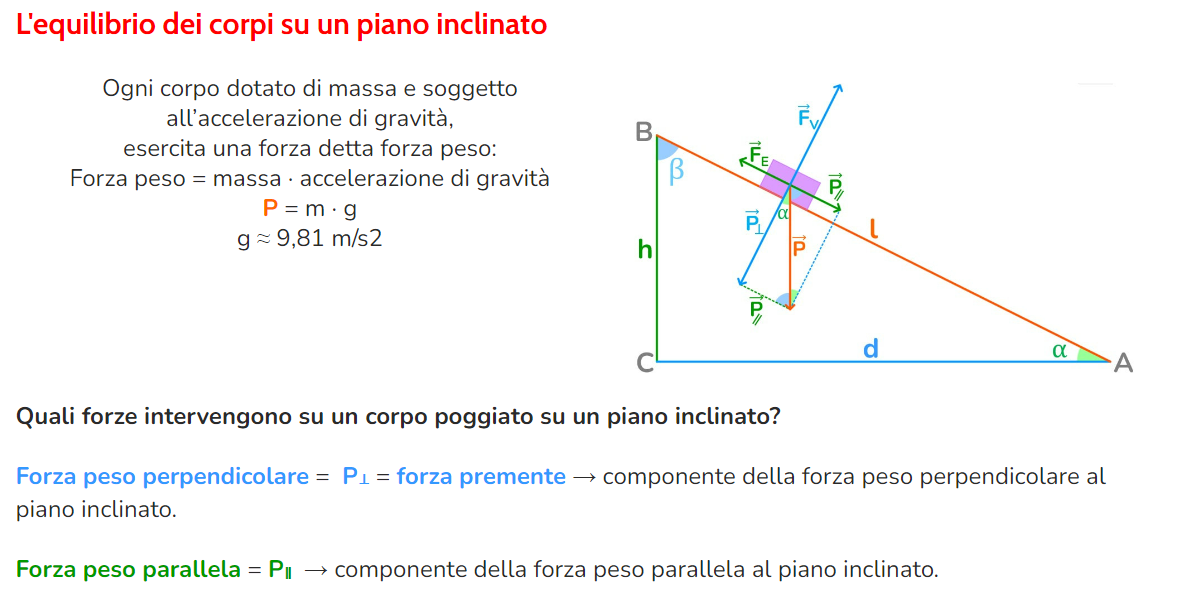 L'equilibrio dei corpi su un piano inclinato
Ogni corpo dotato di massa e soggetto
all'accelerazione di gravità,
esercita una forza detta forza peso:
Forza peso = massa · accelerazione di gravità
P = m · g
g ≈ 9,81 m/s2
B
β
F⃗V
F⃗E
P⃗∥
P⃗⊥
α
P⃗
l
h
P⃗∥
d
α
C
A
Quali forze intervengono su un corpo poggiato su un piano inclinato?
Forza peso perpendicolare = P⊥ = forza premente → componente della forza peso perpendicolare al
piano inclinato.
Forza peso parallela = P∥ → componente della forza peso parallela al piano inclinato.